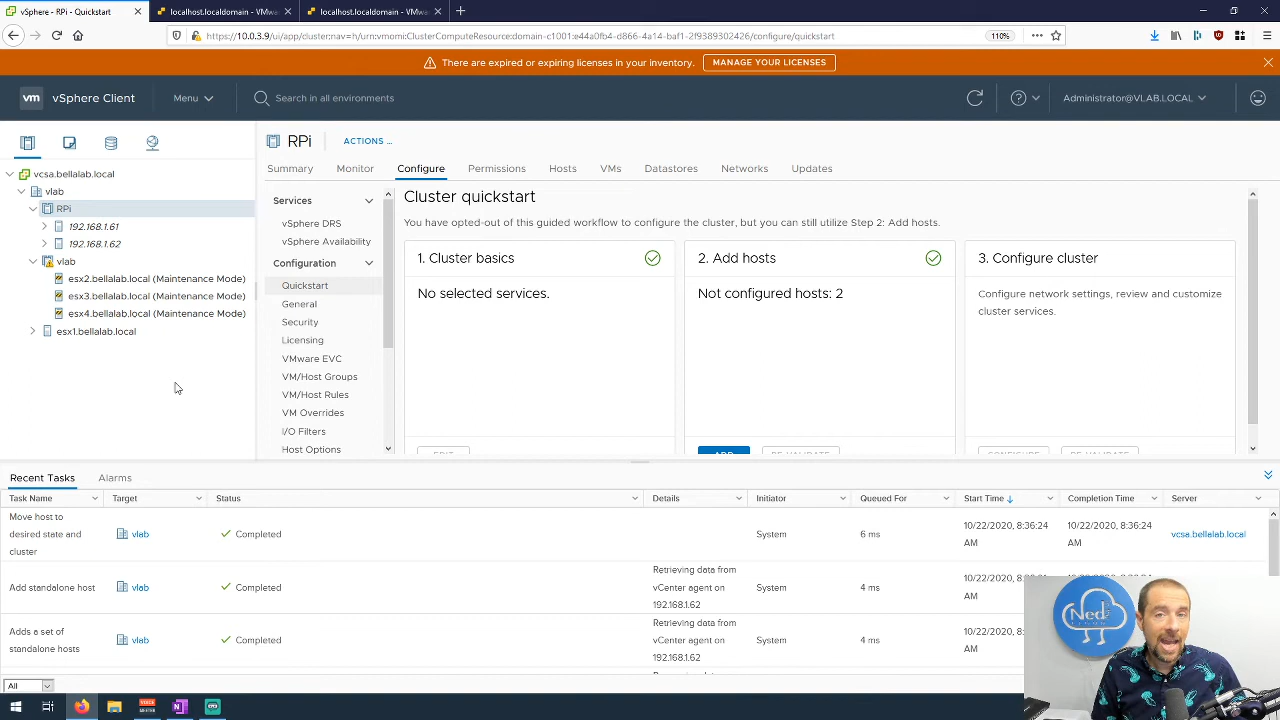 vSphere - RPi - Quickstart
localhost.localdomain - VMwa
localhost.localdomain - VMwa
https://10.0.3.9/ui/app/cluster;nav=h/urn:vmomi:ClusterComputeResource:domain-c1001:e44a0fb4-d866-4a14-baf1-2f9389302426/configure/quickstart
110%
There are expired or expiring licenses in your inventory.
MANAGE YOUR LICENSES
vm
vSphere Client
Menu
Search in all environments
Administrator@VLAB.LOCAL
vcsa.bellalab.local
vlab
RPi
192.168.1.61
192.168.1.62
vlab
esx2.bellalab.local (Maintenance Mode)
esx3.bellalab.local (Maintenance Mode)
esx4.bellalab.local (Maintenance Mode)
esx1.bellalab.local
RPi
ACTIONS ...
Summary
Monitor
Configure
Permissions
Hosts
VMs
Datastores
Networks
Updates
Services
vSphere DRS
vSphere Availability
Configuration
Quickstart
General
Security
Licensing
VMware EVC
VM/Host Groups
VM/Host Rules
VM Overrides
I/O Filters
Host Options
Cluster quickstart
You have opted-out of this guided workflow to configure the cluster, but you can still utilize Step 2: Add hosts.
1. Cluster basics
No selected services.
EDIT
2. Add hosts
Not configured hosts: 2
ADD
RE-VALIDATE
3. Configure cluster
Configure network settings, review and customize
cluster services.
CONFIGURE
RE-VALIDATE
Recent Tasks
Alarms
Task Name
Target
Status
Details
Initiator
Queued For
Start Time
Completion Time
Server
Move host to
desired state and
cluster
vlab
Completed
System
6 ms
10/22/2020, 8:36:24
AM
10/22/2020, 8:36:24
AM
vcsa.bellalab.local
Add standalone host
vlab
Completed
Retrieving data from
vCenter agent on
192.168.1.62
System
4 ms
AM
Adds a set of
standalone hosts
vlab
Completed
Retrieving data from
vCenter agent on
192.168.1.62
System
4 ms
AM
All
VOICE
MEETER
Ned